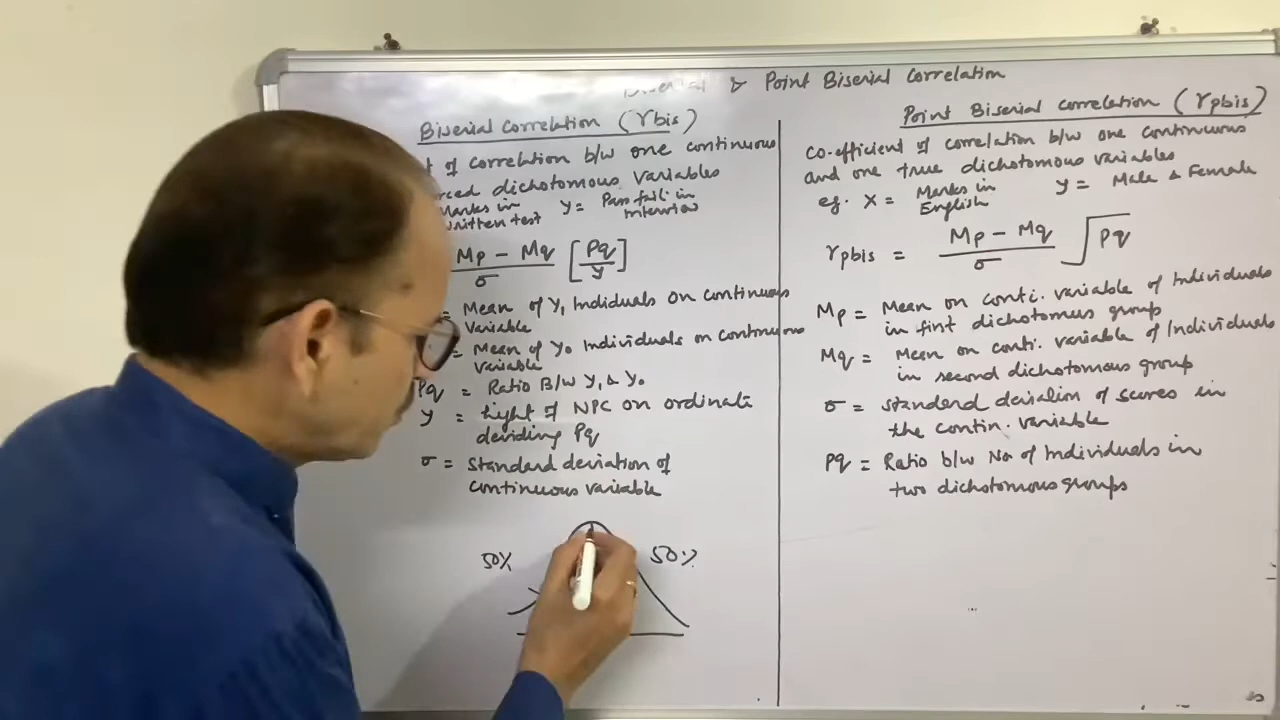 & Point Biserial Correlation
Biserial Correlation (rbis)
t of correlation b/w one continuous
rced dichotomous variables
Marks in written test y = Pass fail in Interview
Mp - Mq / σ [Pq / y]
= Mean of Y1 Indiduals on continuous
variable
= Mean of Y0 Individuals on continuous
variable
Pq = Ratio B/w Y1 & Y0
y = hight of NPC on ordinate
deviding Pq
σ = Standard deviation of
continuous variable
50% 50%
Point Biserial correlation (rpbis)
co-efficient of correlation b/w one continuous
and one true dichotomous variables
eg. X = Marks in English Y = Male & Female
rpbis = Mp - Mq / σ √Pq
Mp = Mean on conti. variable of Individuals
in first dichotomus group
Mq = Mean on conti. variable of Individuals
in second dichotomous group
σ = standard deviation of scores in
the contin. variable
Pq = Ratio b/w No of Individuals in
two dichotomous groups